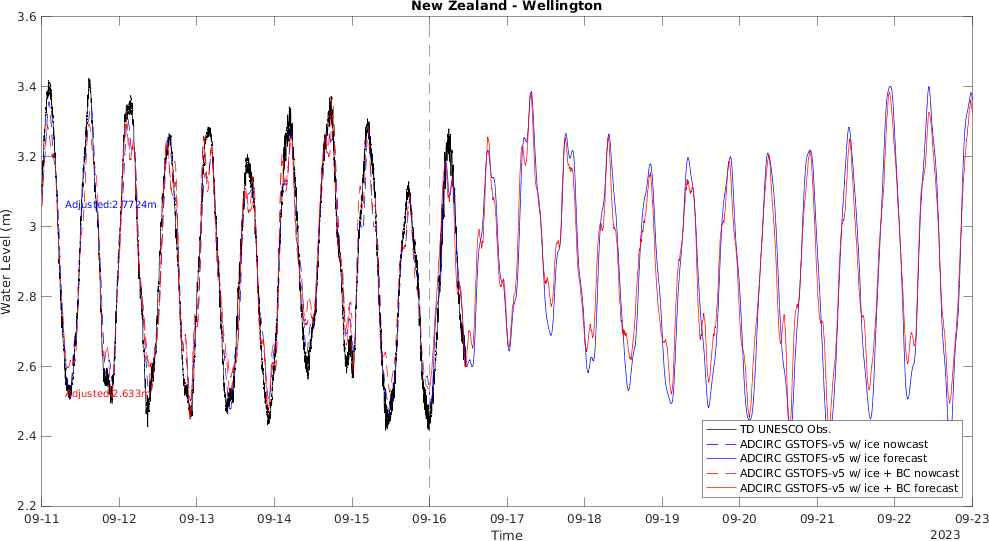 New Zealand - Wellington
3.6
3.4
3.2
3
2.8
2.6
2.4
2.2
Water Level (m)
Adjusted:2.7724m
Adjusted:2.633m
TD UNESCO Obs.
ADCIRC GSTOFS-v5 w/ ice nowcast
ADCIRC GSTOFS-v5 w/ ice forecast
ADCIRC GSTOFS-v5 w/ ice + BC nowcast
ADCIRC GSTOFS-v5 w/ ice + BC forecast
09-11 09-12 09-13 09-14 09-15 09-16 09-17 09-18 09-19 09-20 09-21 09-22 09-23
Time
2023